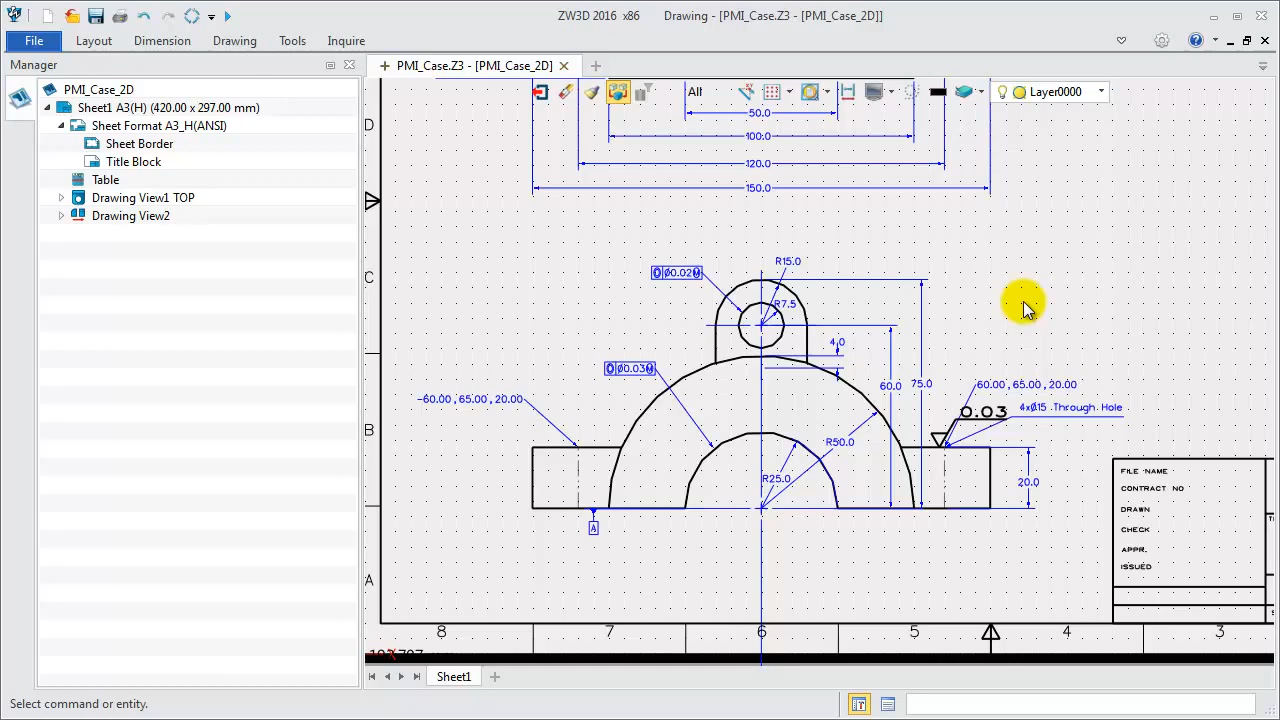 ZW3D 2016 x86 Drawing - [PMI_Case.Z3 - [PMI_Case_2D]]
File Layout Dimension Drawing Tools Inquire
Manager
PMI_Case.Z3 - [PMI_Case_2D]
PMI_Case_2D
Sheet1 A3(H) (420.00 x 297.00 mm)
Sheet Format A3_H(ANSI)
Sheet Border
Title Block
Table
Drawing View1 TOP
Drawing View2
All
Layer0000
50.0
100.0
120.0
150.0
D
C
B
A
R15.0
Ø0.02
R7.5
4.0
Ø0.03
60.0
75.0
-60.00, 65.00, 20.00
60.00, 65.00, 20.00
0.03
4xØ15 Through Hole
R50.0
R25.0
20.0
A
FILE NAME
CONTRACT NO
DRAWN
CHECK
APPR.
ISSUED
8 7 6 5 4 3
Sheet1
Select command or entity.